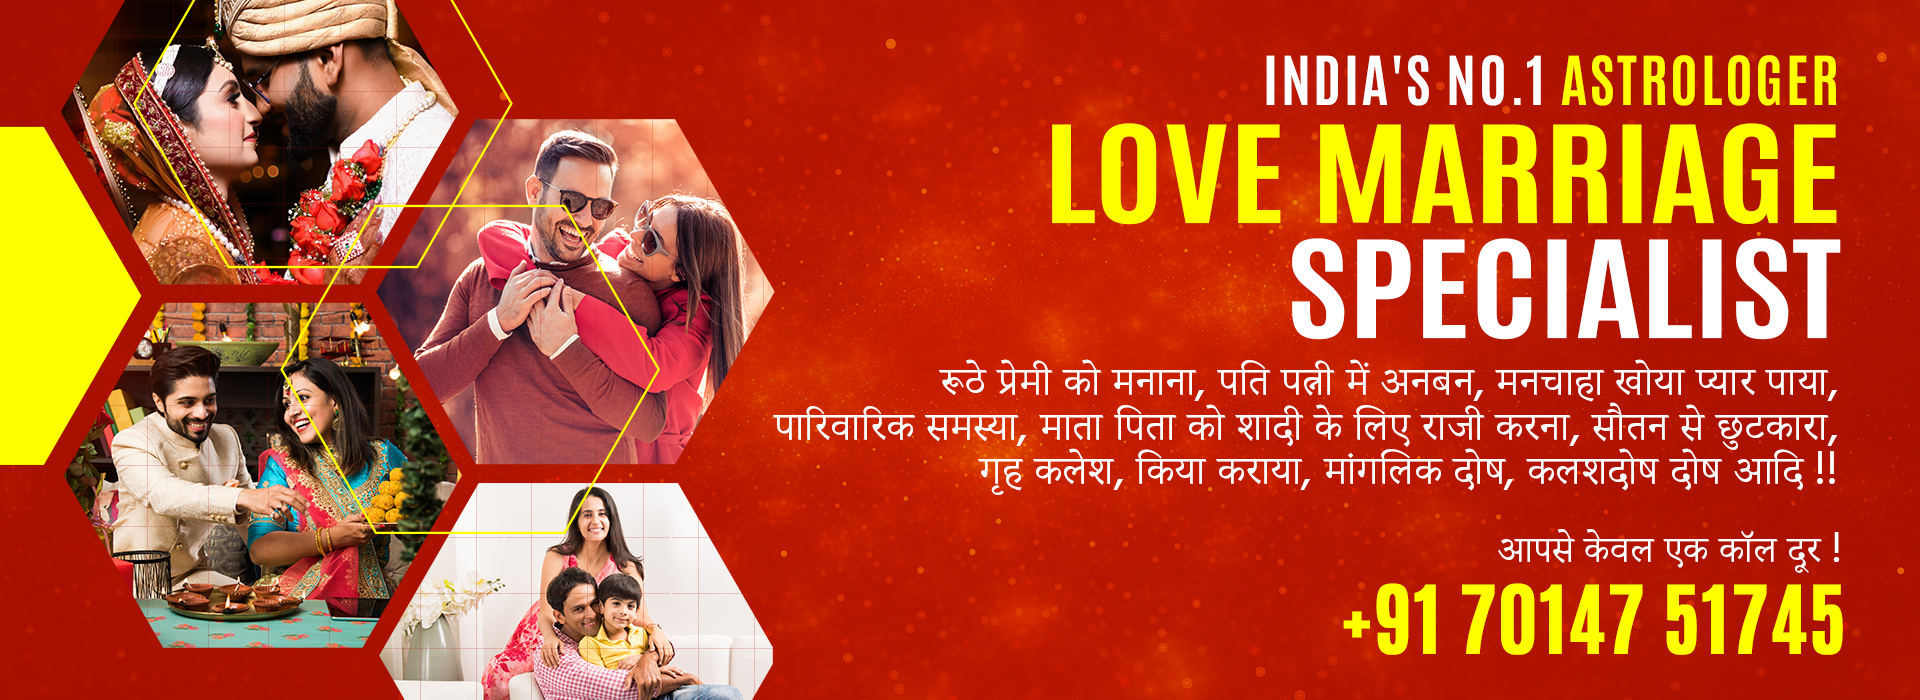 INDIA'S NO.1 ASTROLOGER
LOVE MARRIAGE
SPECIALIST
रूठे प्रेमी को मनाना, पति पत्नी में अनबन, मनचाहा खोया प्यार पाया,
पारिवारिक समस्या, माता पिता को शादी के लिए राजी करना, सौतन से छुटकारा,
गृह कलेश, किया कराया, मांगलिक दोष, कलशदोष दोष आदि !!
आपसे केवल एक कॉल दूर !
+91 70147 51745